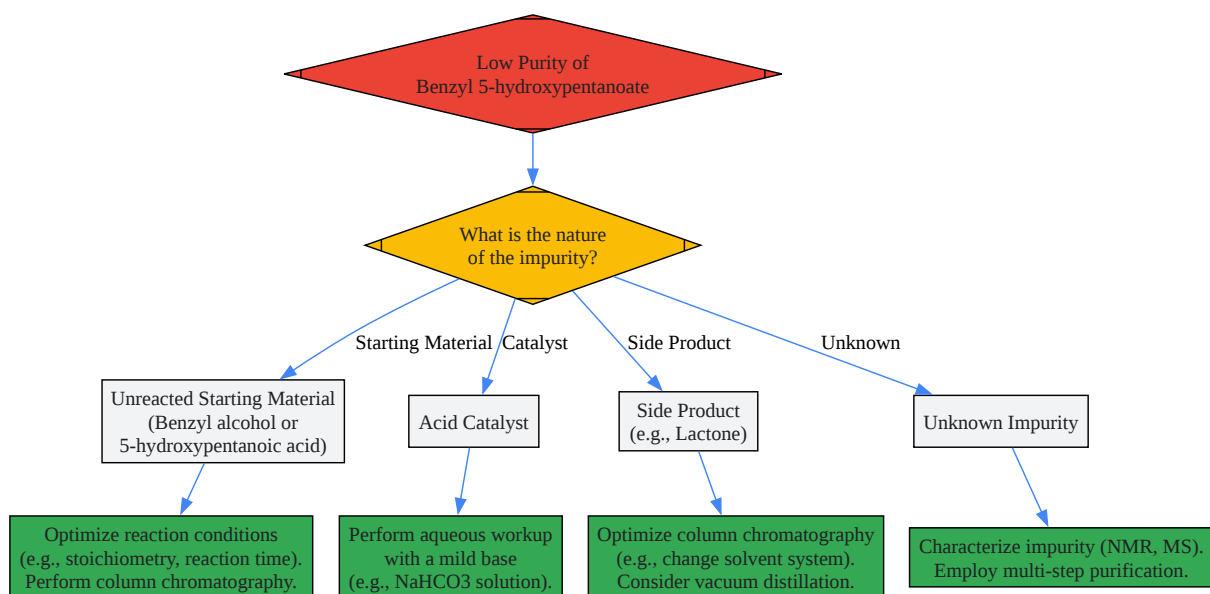 Low Purity of
Benzyl 5-hydroxypentanoate
What is the nature
of the impurity?
Starting Material
Catalyst
Side Product
Unknown
Unreacted Starting Material
(Benzyl alcohol or
5-hydroxypentanoic acid)
Acid Catalyst
Side Product
(e.g., Lactone)
Unknown Impurity
Optimize reaction conditions
(e.g., stoichiometry, reaction time).
Perform column chromatography.
Perform aqueous workup
with a mild base
(e.g., NaHCO3 solution).
Optimize column chromatography
(e.g., change solvent system).
Consider vacuum distillation.
Characterize impurity (NMR, MS).
Employ multi-step purification.